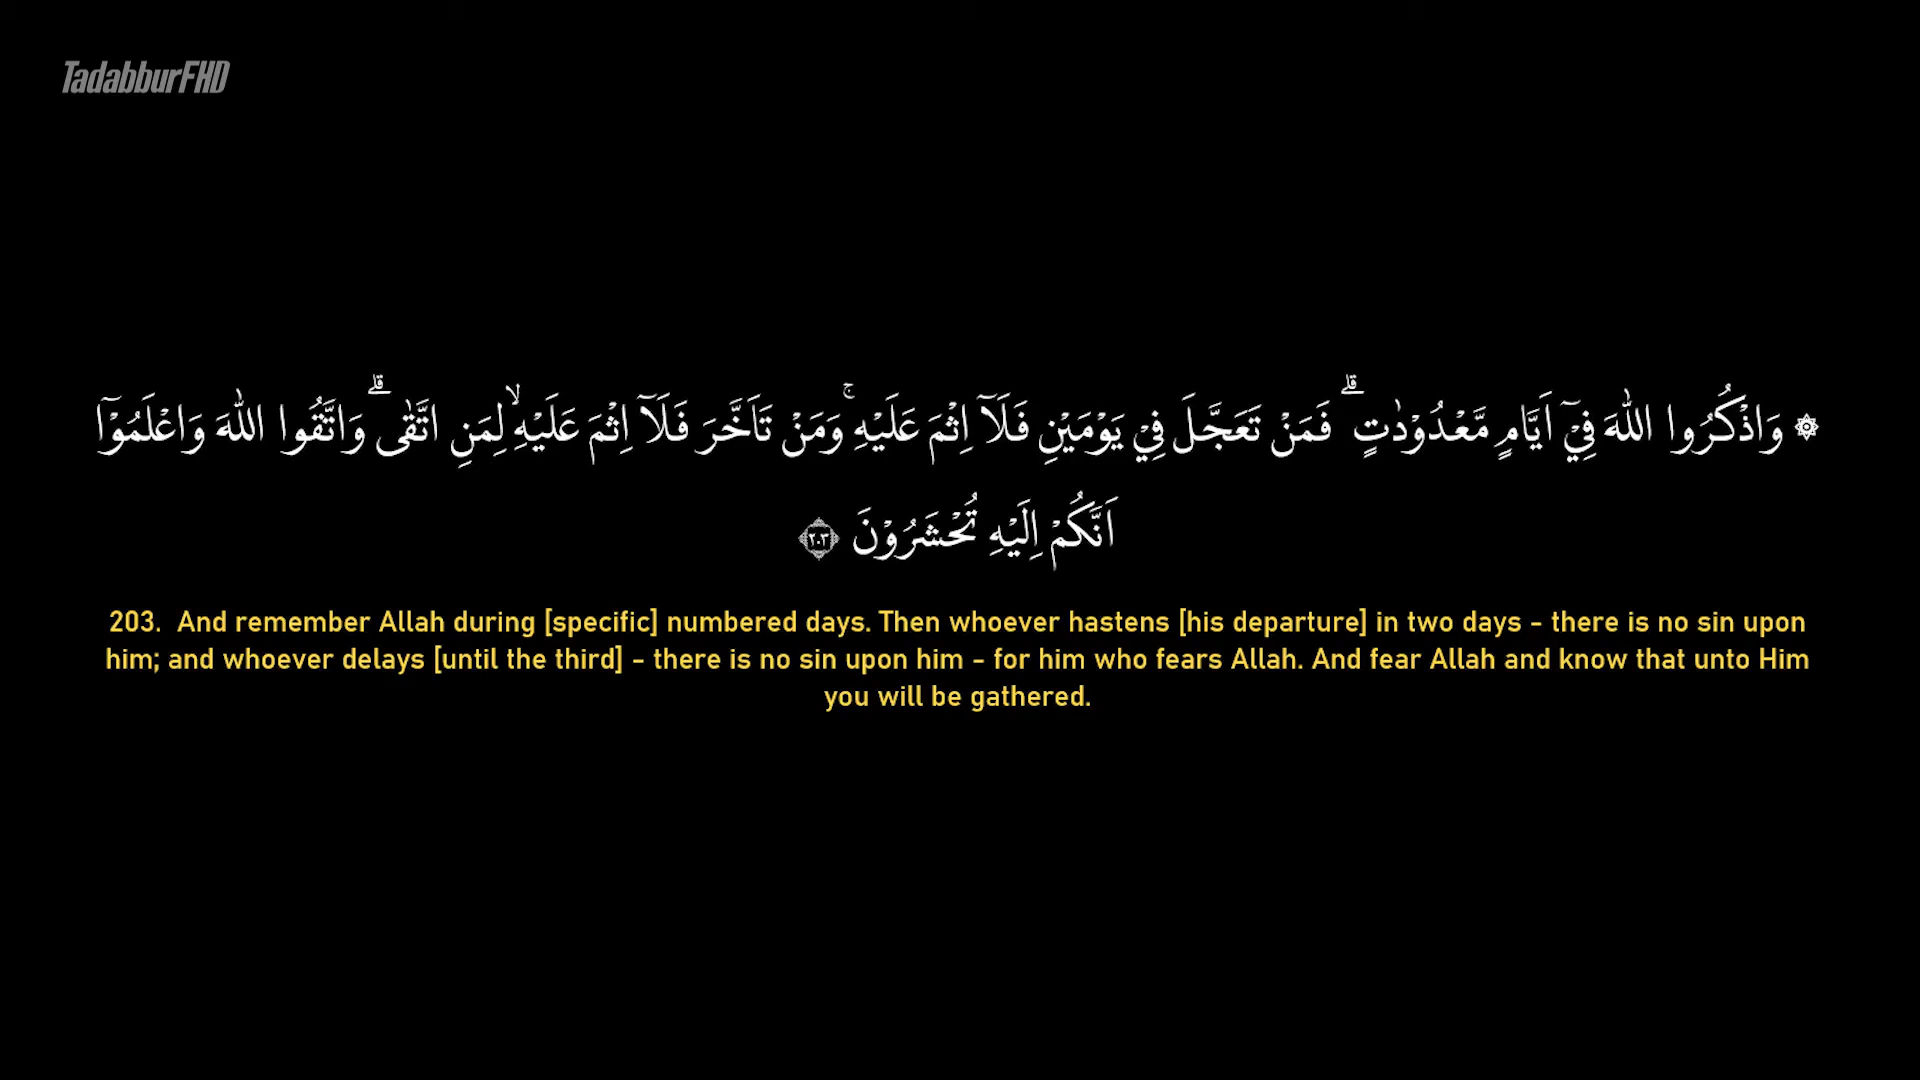 TadabburFHD
۞ وَاذْكُرُوا اللّٰهَ فِيْٓ اَيَّامٍ مَّعْدُوْدٰتٍ ۗ فَمَنْ تَعَجَّلَ فِيْ يَوْمَيْنِ فَلَآ اِثْمَ عَلَيْهِ ۚ وَمَنْ تَاَخَّرَ فَلَآ اِثْمَ عَلَيْهِ ۙ لِمَنِ اتَّقٰى ۗ وَاتَّقُوا اللّٰهَ وَاعْلَمُوْٓا
اَنَّكُمْ اِلَيْهِ تُحْشَرُوْنَ ٢٠٣
203. And remember Allah during [specific] numbered days. Then whoever hastens [his departure] in two days - there is no sin upon
him; and whoever delays [until the third] - there is no sin upon him - for him who fears Allah. And fear Allah and know that unto Him
you will be gathered.